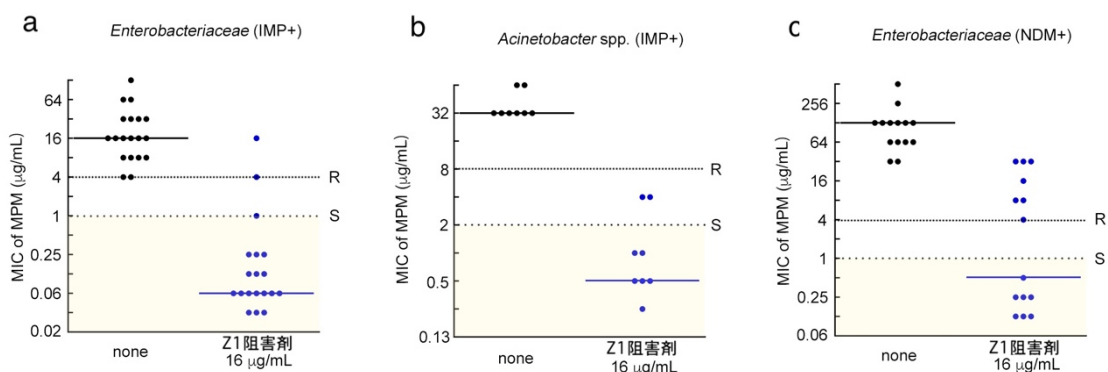 a
Enterobacteriaceae (IMP+)
MIC of MPM (μg/mL)
64
16
4
1
0.25
0.06
0.02
R
S
none
Z1阻害剤
16 μg/mL
b
Acinetobacter spp. (IMP+)
MIC of MPM (μg/mL)
32
8
2
0.5
0.13
R
S
none
Z1阻害剤
16 μg/mL
c
Enterobacteriaceae (NDM+)
MIC of MPM (μg/mL)
256
64
16
4
1
0.25
0.06
R
S
none
Z1阻害剤
16 μg/mL